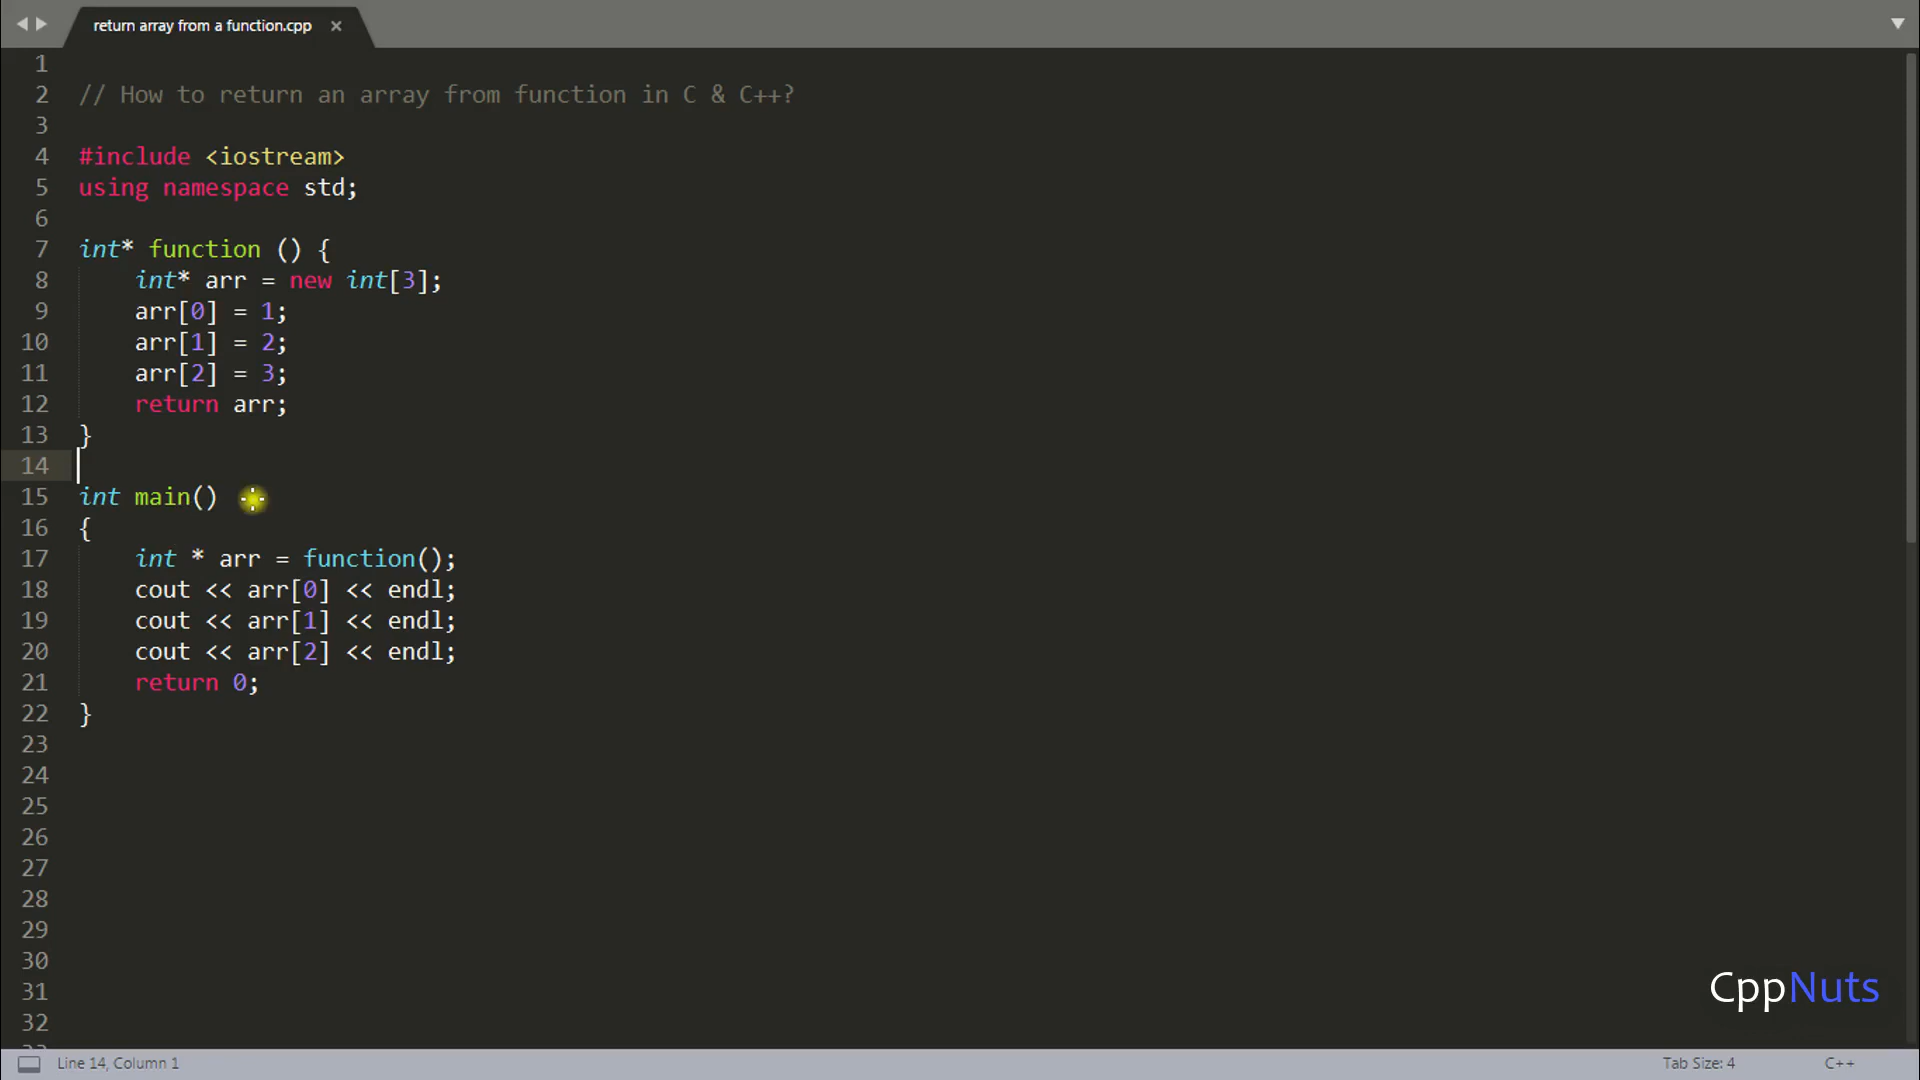 return array from a function.cpp ×
1
2 // How to return an array from function in C & C++?
3
4 #include <iostream>
5 using namespace std;
6
7 int* function () {
8     int* arr = new int[3];
9     arr[0] = 1;
10     arr[1] = 2;
11     arr[2] = 3;
12     return arr;
13 }
14
15 int main()
16 {
17     int * arr = function();
18     cout << arr[0] << endl;
19     cout << arr[1] << endl;
20     cout << arr[2] << endl;
21     return 0;
22 }
23
24
25
26
27
28
29
30
31
32
CppNuts
Line 14, Column 1 Tab Size: 4 C++